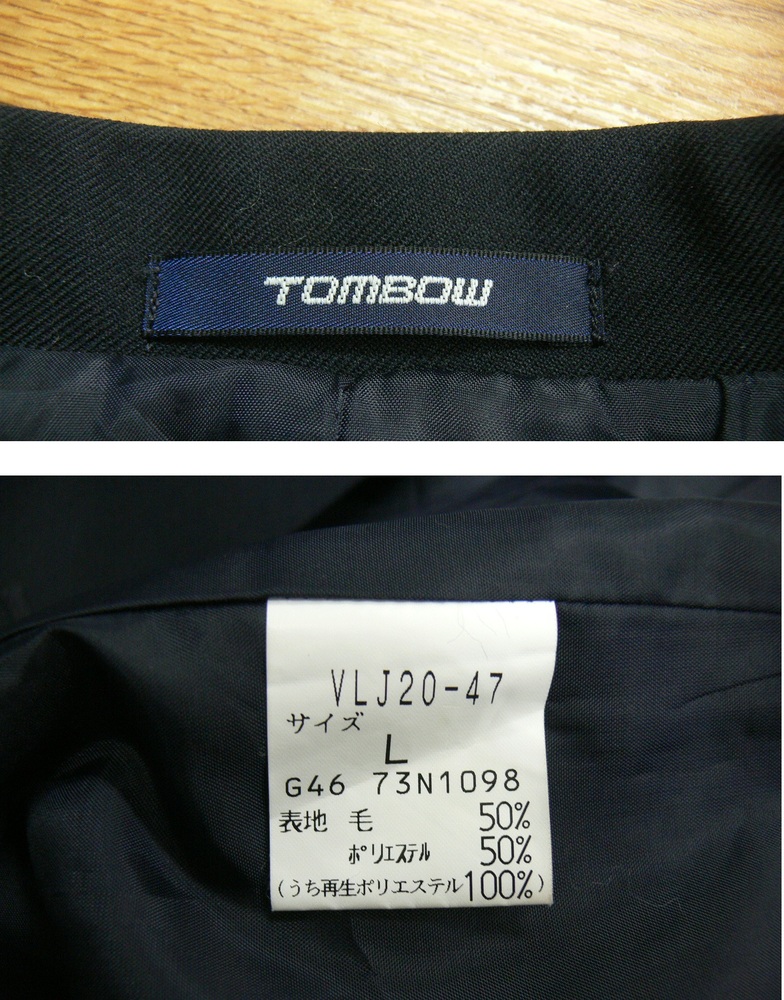 TOMBOW
VLJ20-47
サイズ
L
G46 73N1098
表地 毛 50%
ポリエステル 50%
(うち再生ポリエステル100%)